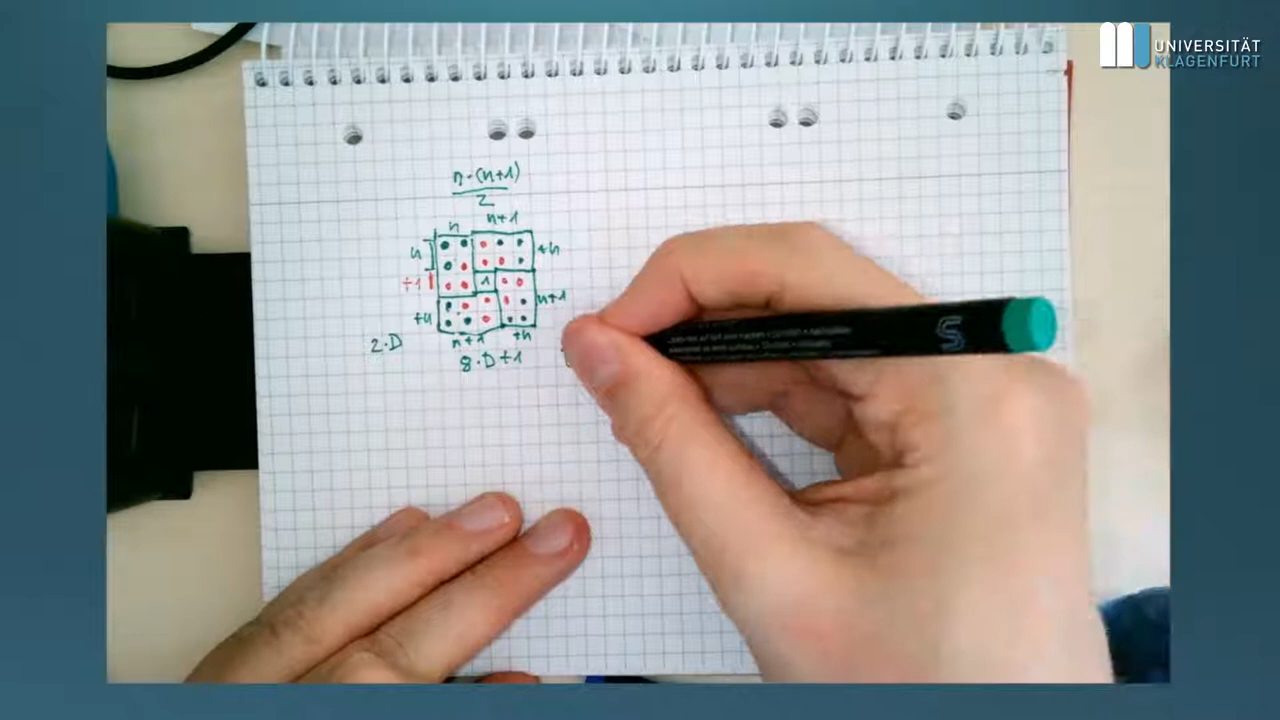 UNIVERSITÄT
KLAGENFURT
n·(n+1)
2
n
n+1
n
+n
+1
1
n+1
+n
2·D
n+1
+n
8·D+1
S